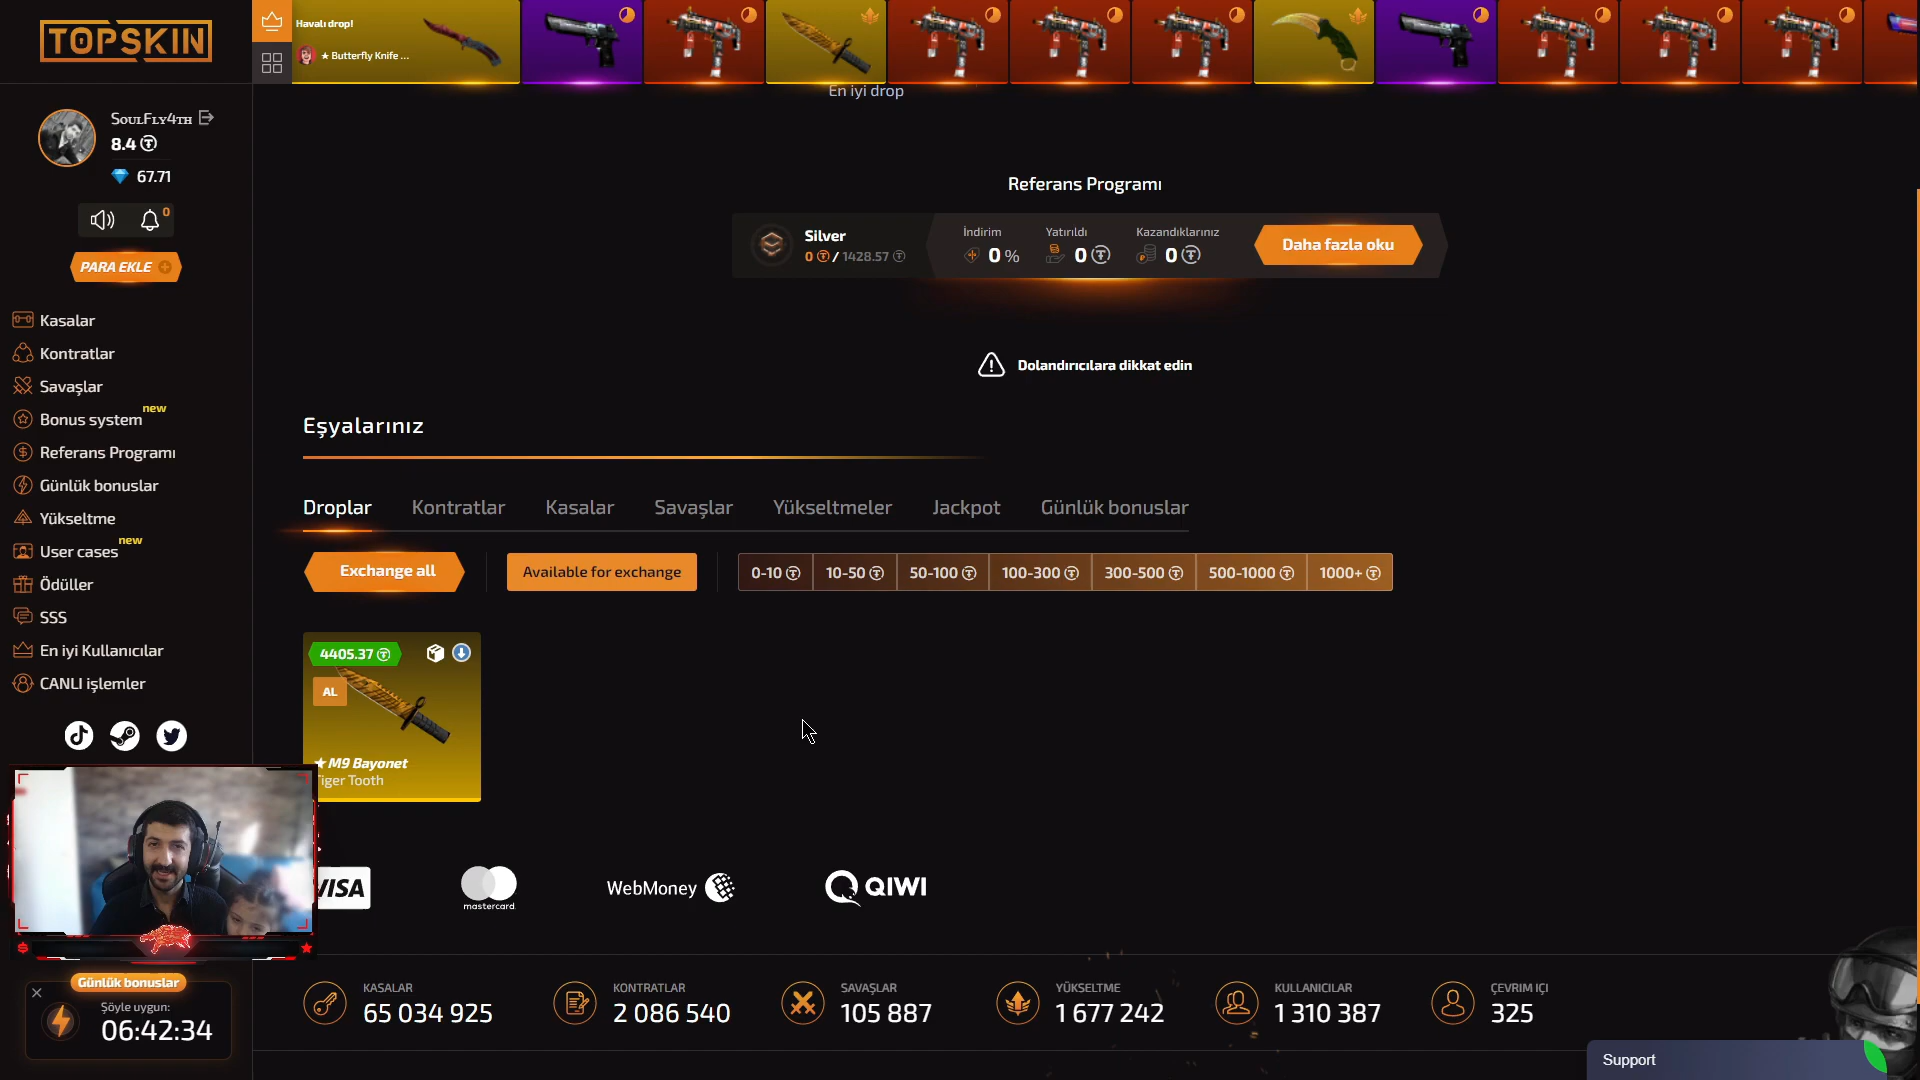 TOPSKIN
Havalı drop!
★ Butterfly Knife ...
En iyi drop
SoulFly4th
8.4
67.71
0
PARA EKLE
Kasalar
Kontratlar
Savaşlar
Bonus system new
Referans Programı
Günlük bonuslar
Yükseltme
User cases new
Ödüller
SSS
En iyi Kullanıcılar
CANLI işlemler
Referans Programı
Silver
0 / 1428.57
İndirim
0 %
Yatırıldı
0
Kazandıklarınız
0
Daha fazla oku
Dolandırıcılara dikkat edin
Eşyalarınız
Droplar Kontratlar Kasalar Savaşlar Yükseltmeler Jackpot Günlük bonuslar
Exchange all
Available for exchange
0-10 10-50 50-100 100-300 300-500 500-1000 1000+
4405.37
AL
★ M9 Bayonet
Tiger Tooth
VISA
mastercard.
WebMoney
QIWI
Günlük bonuslar
Şöyle uygun:
06:42:34
KASALAR
65 034 925
KONTRATLAR
2 086 540
SAVAŞLAR
105 887
YÜKSELTME
1 677 242
KULLANICILAR
1 310 387
ÇEVRIM IÇI
325
Support